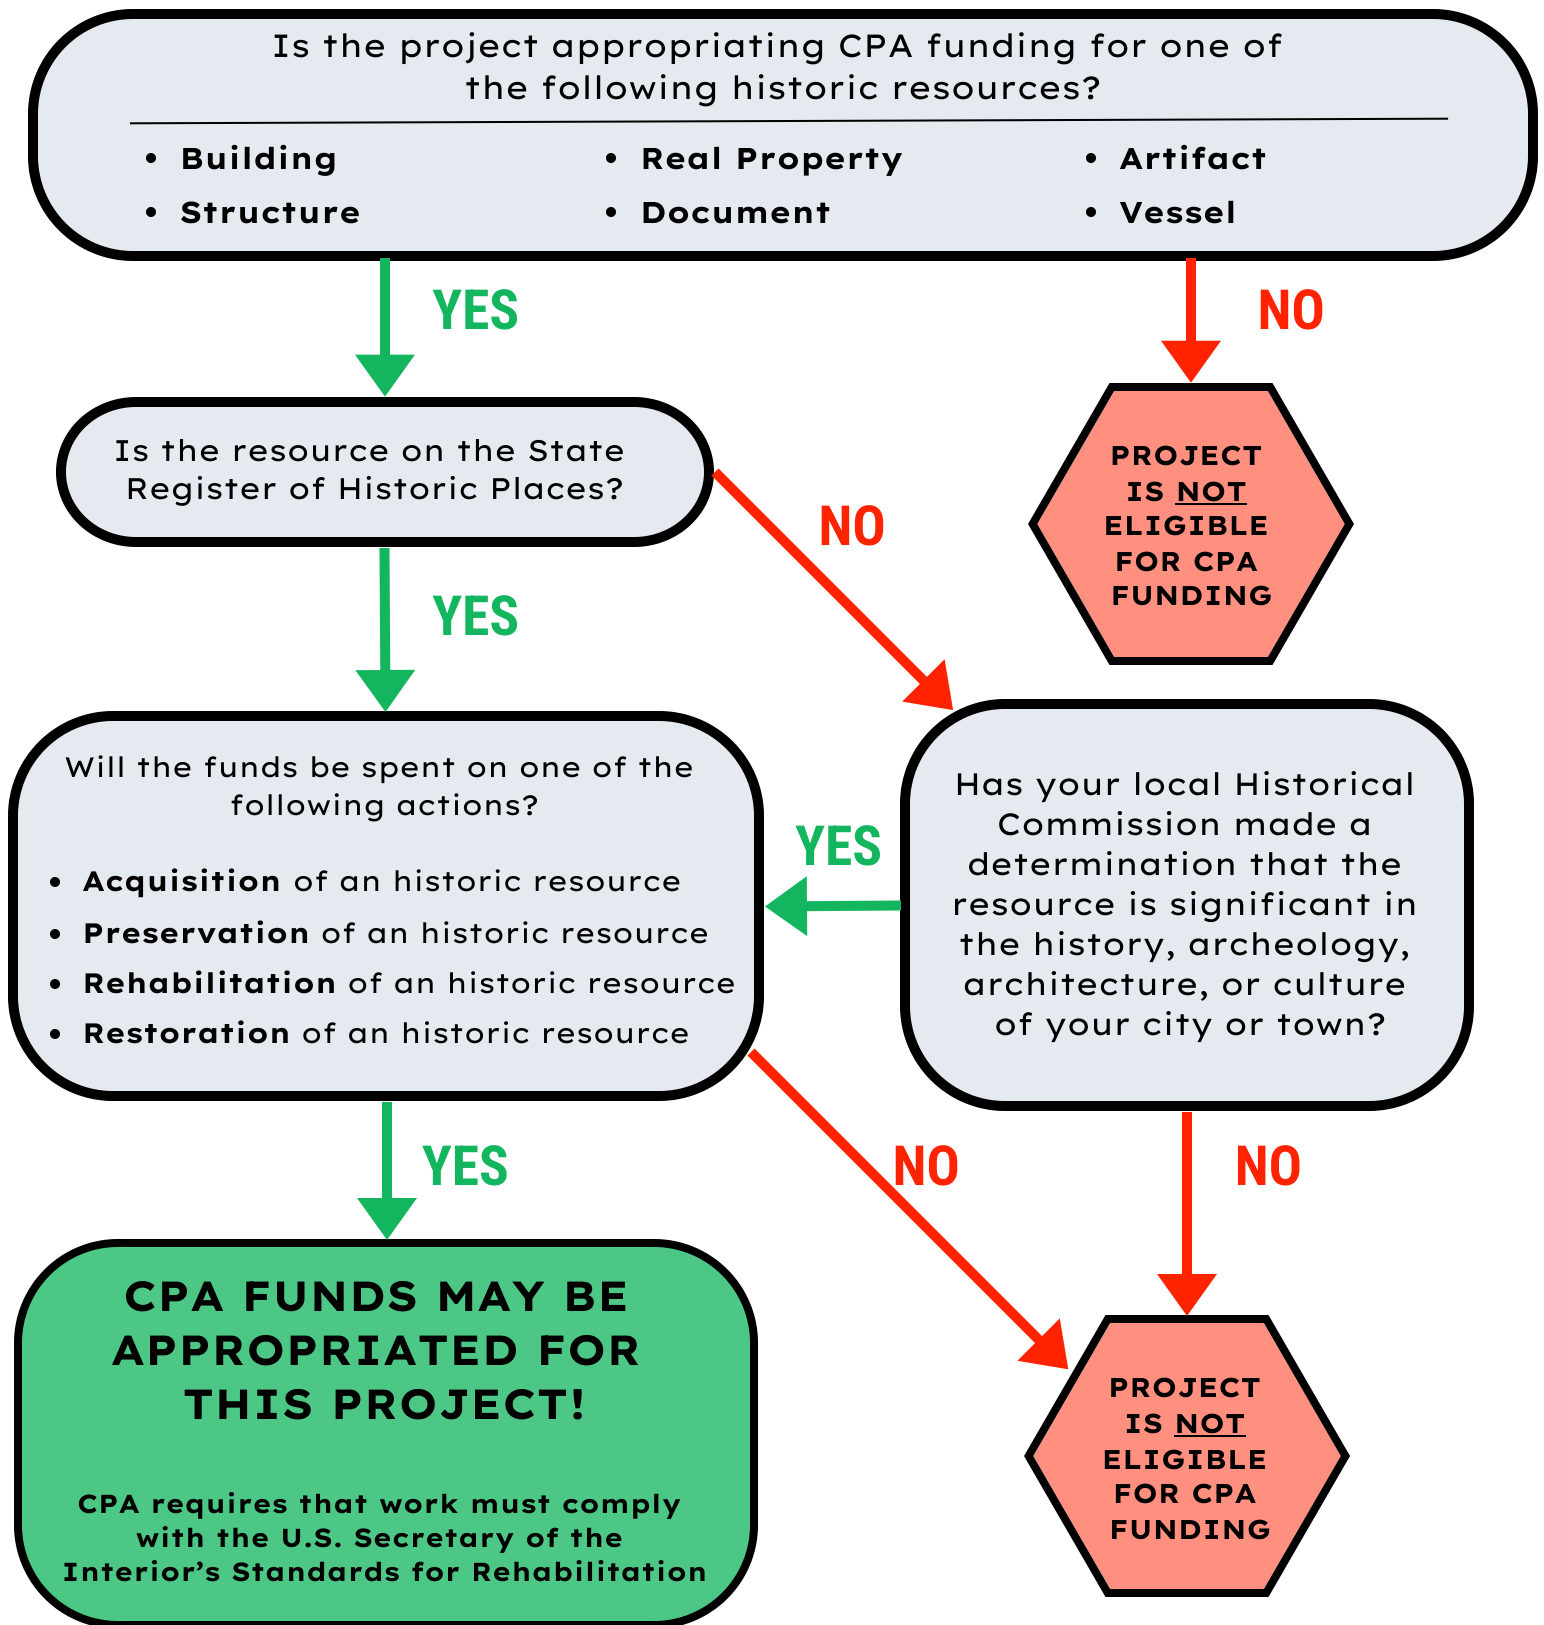 Is the project appropriating CPA funding for one of
the following historic resources?
• Building
• Structure
• Real Property
• Document
• Artifact
• Vessel
YES
NO
Is the resource on the State
Register of Historic Places?
PROJECT
IS NOT
ELIGIBLE
FOR CPA
FUNDING
NO
YES
Will the funds be spent on one of the
following actions?
• Acquisition of an historic resource
• Preservation of an historic resource
• Rehabilitation of an historic resource
• Restoration of an historic resource
YES
Has your local Historical
Commission made a
determination that the
resource is significant in
the history, archeology,
architecture, or culture
of your city or town?
YES
NO
NO
CPA FUNDS MAY BE
APPROPRIATED FOR
THIS PROJECT!
CPA requires that work must comply
with the U.S. Secretary of the
Interior’s Standards for Rehabilitation
PROJECT
IS NOT
ELIGIBLE
FOR CPA
FUNDING